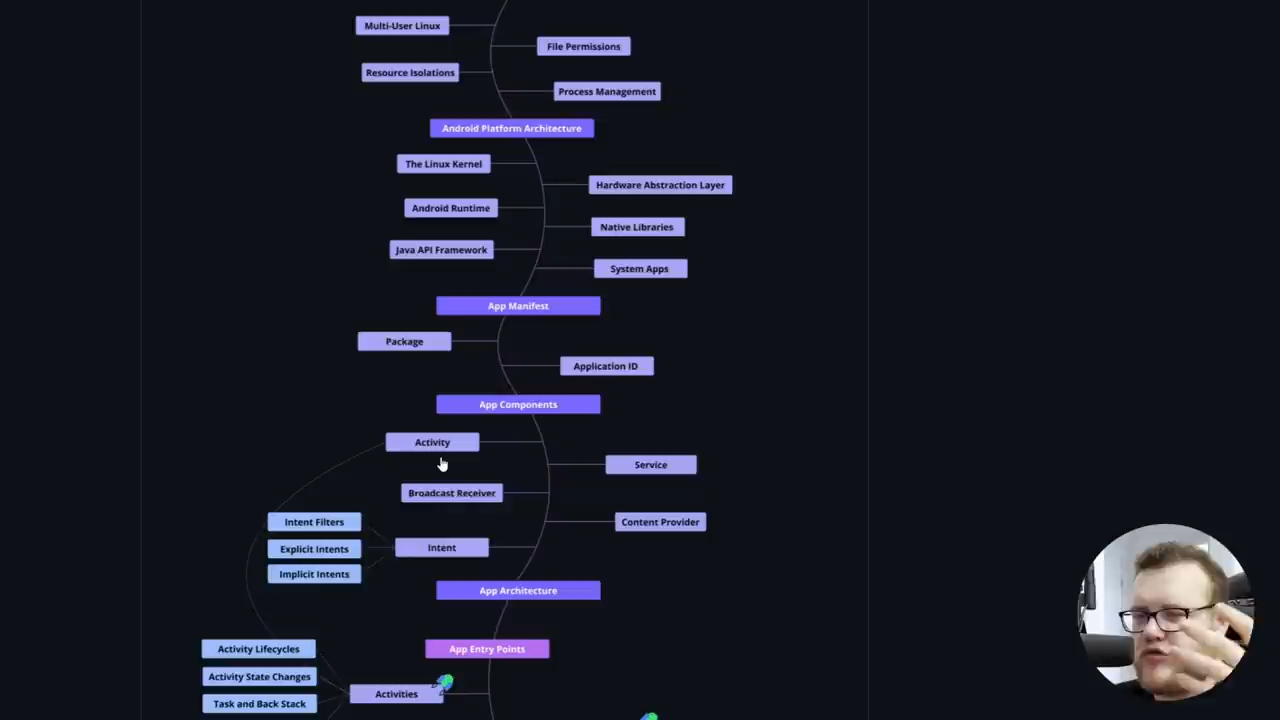 Multi-User Linux
File Permissions
Resource Isolations
Process Management
Android Platform Architecture
The Linux Kernel
Hardware Abstraction Layer
Android Runtime
Native Libraries
Java API Framework
System Apps
App Manifest
Package
Application ID
App Components
Activity
Service
Broadcast Receiver
Content Provider
Intent Filters
Explicit Intents
Intent
Implicit Intents
App Architecture
App Entry Points
Activity Lifecycles
Activity State Changes
Activities
Task and Back Stack